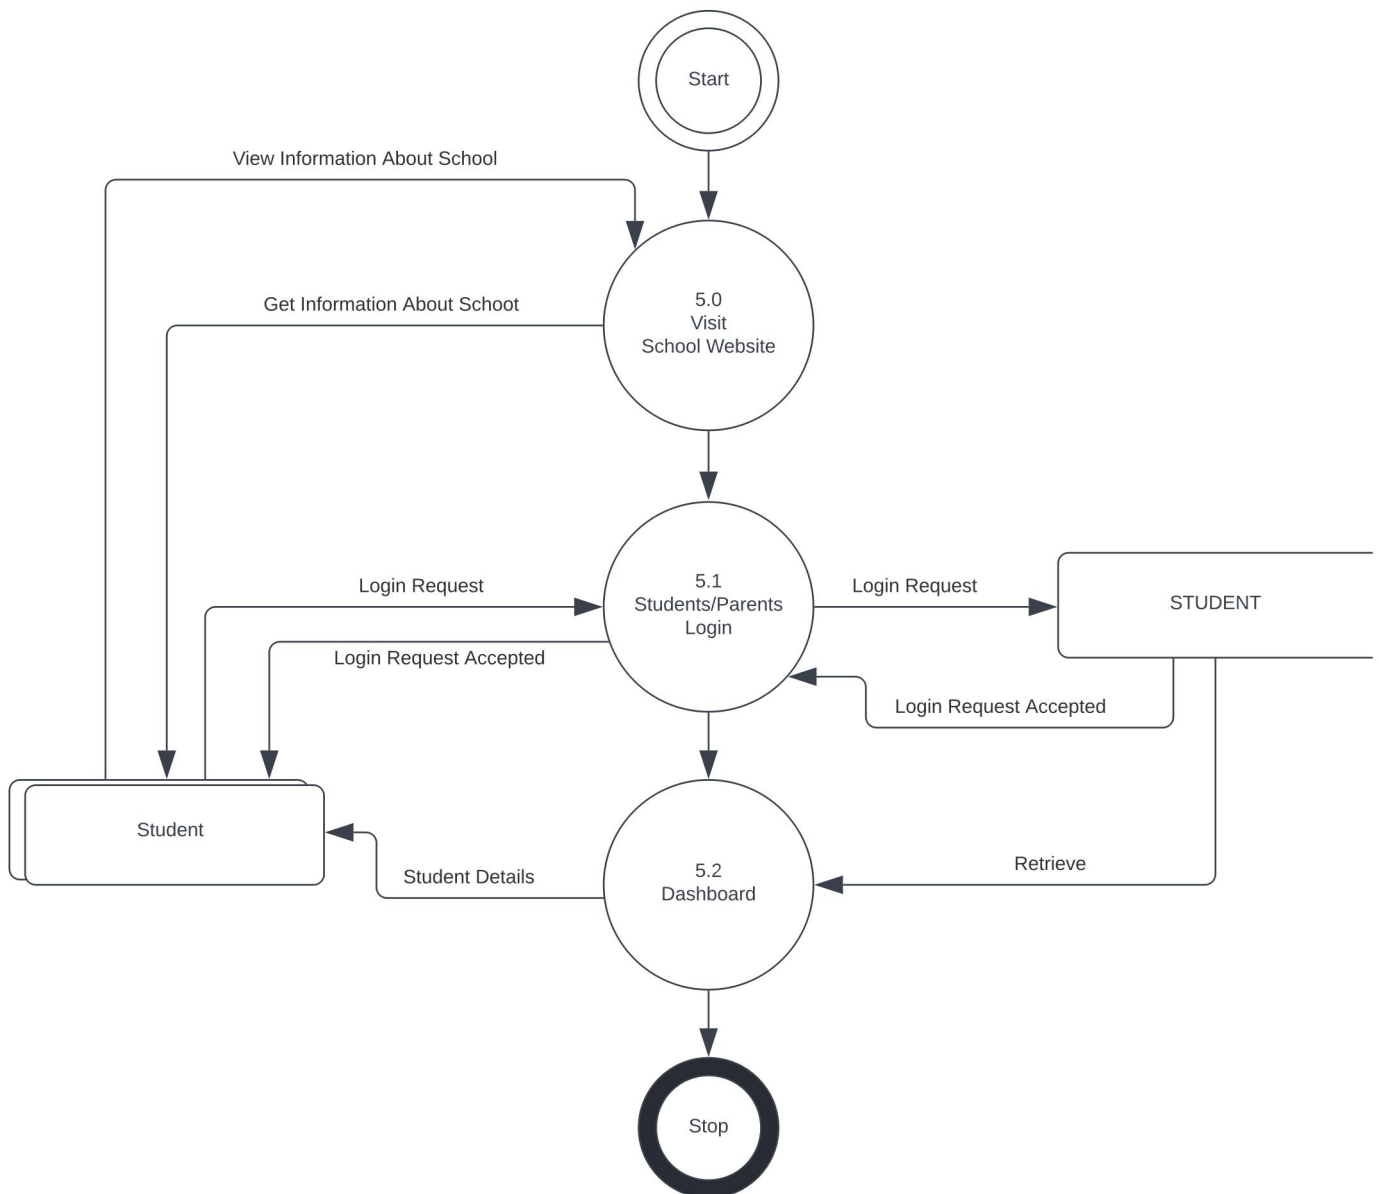 Start
View Information About School
Get Information About Schoot
5.0
Visit
School Website
Login Request
5.1
Students/Parents
Login
Login Request
STUDENT
Login Request Accepted
Login Request Accepted
Student
Student Details
5.2
Dashboard
Retrieve
Stop